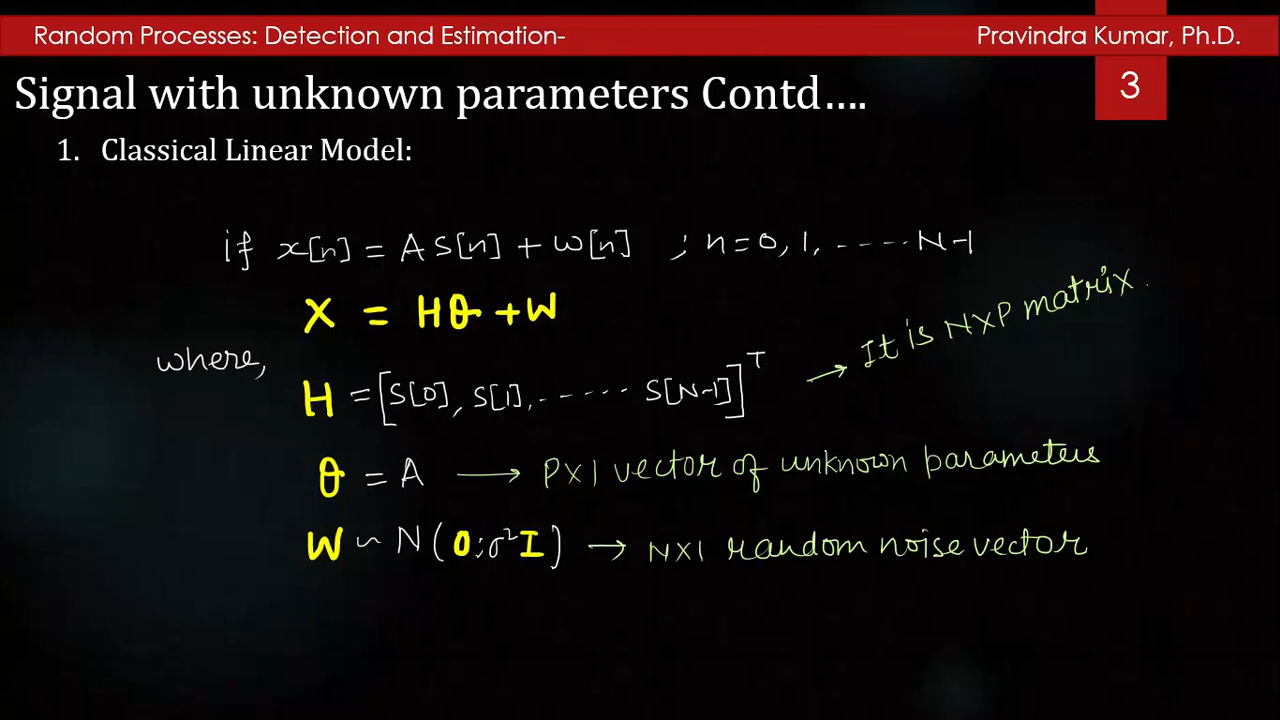 Random Processes: Detection and Estimation- Pravindra Kumar, Ph.D.
Signal with unknown parameters Contd....
3
1. Classical Linear Model:
if x[n] = A S[n] + W[n] ; n=0,1,.....N-1
X = Hθ + W
where,
H = [S[0], S[1],...... S[N-1]]ᵀ → It is NXP matrix.
θ = A → PX1 vector of unknown parameters
W ~ N(0;σ²I) → NX1 random noise vector